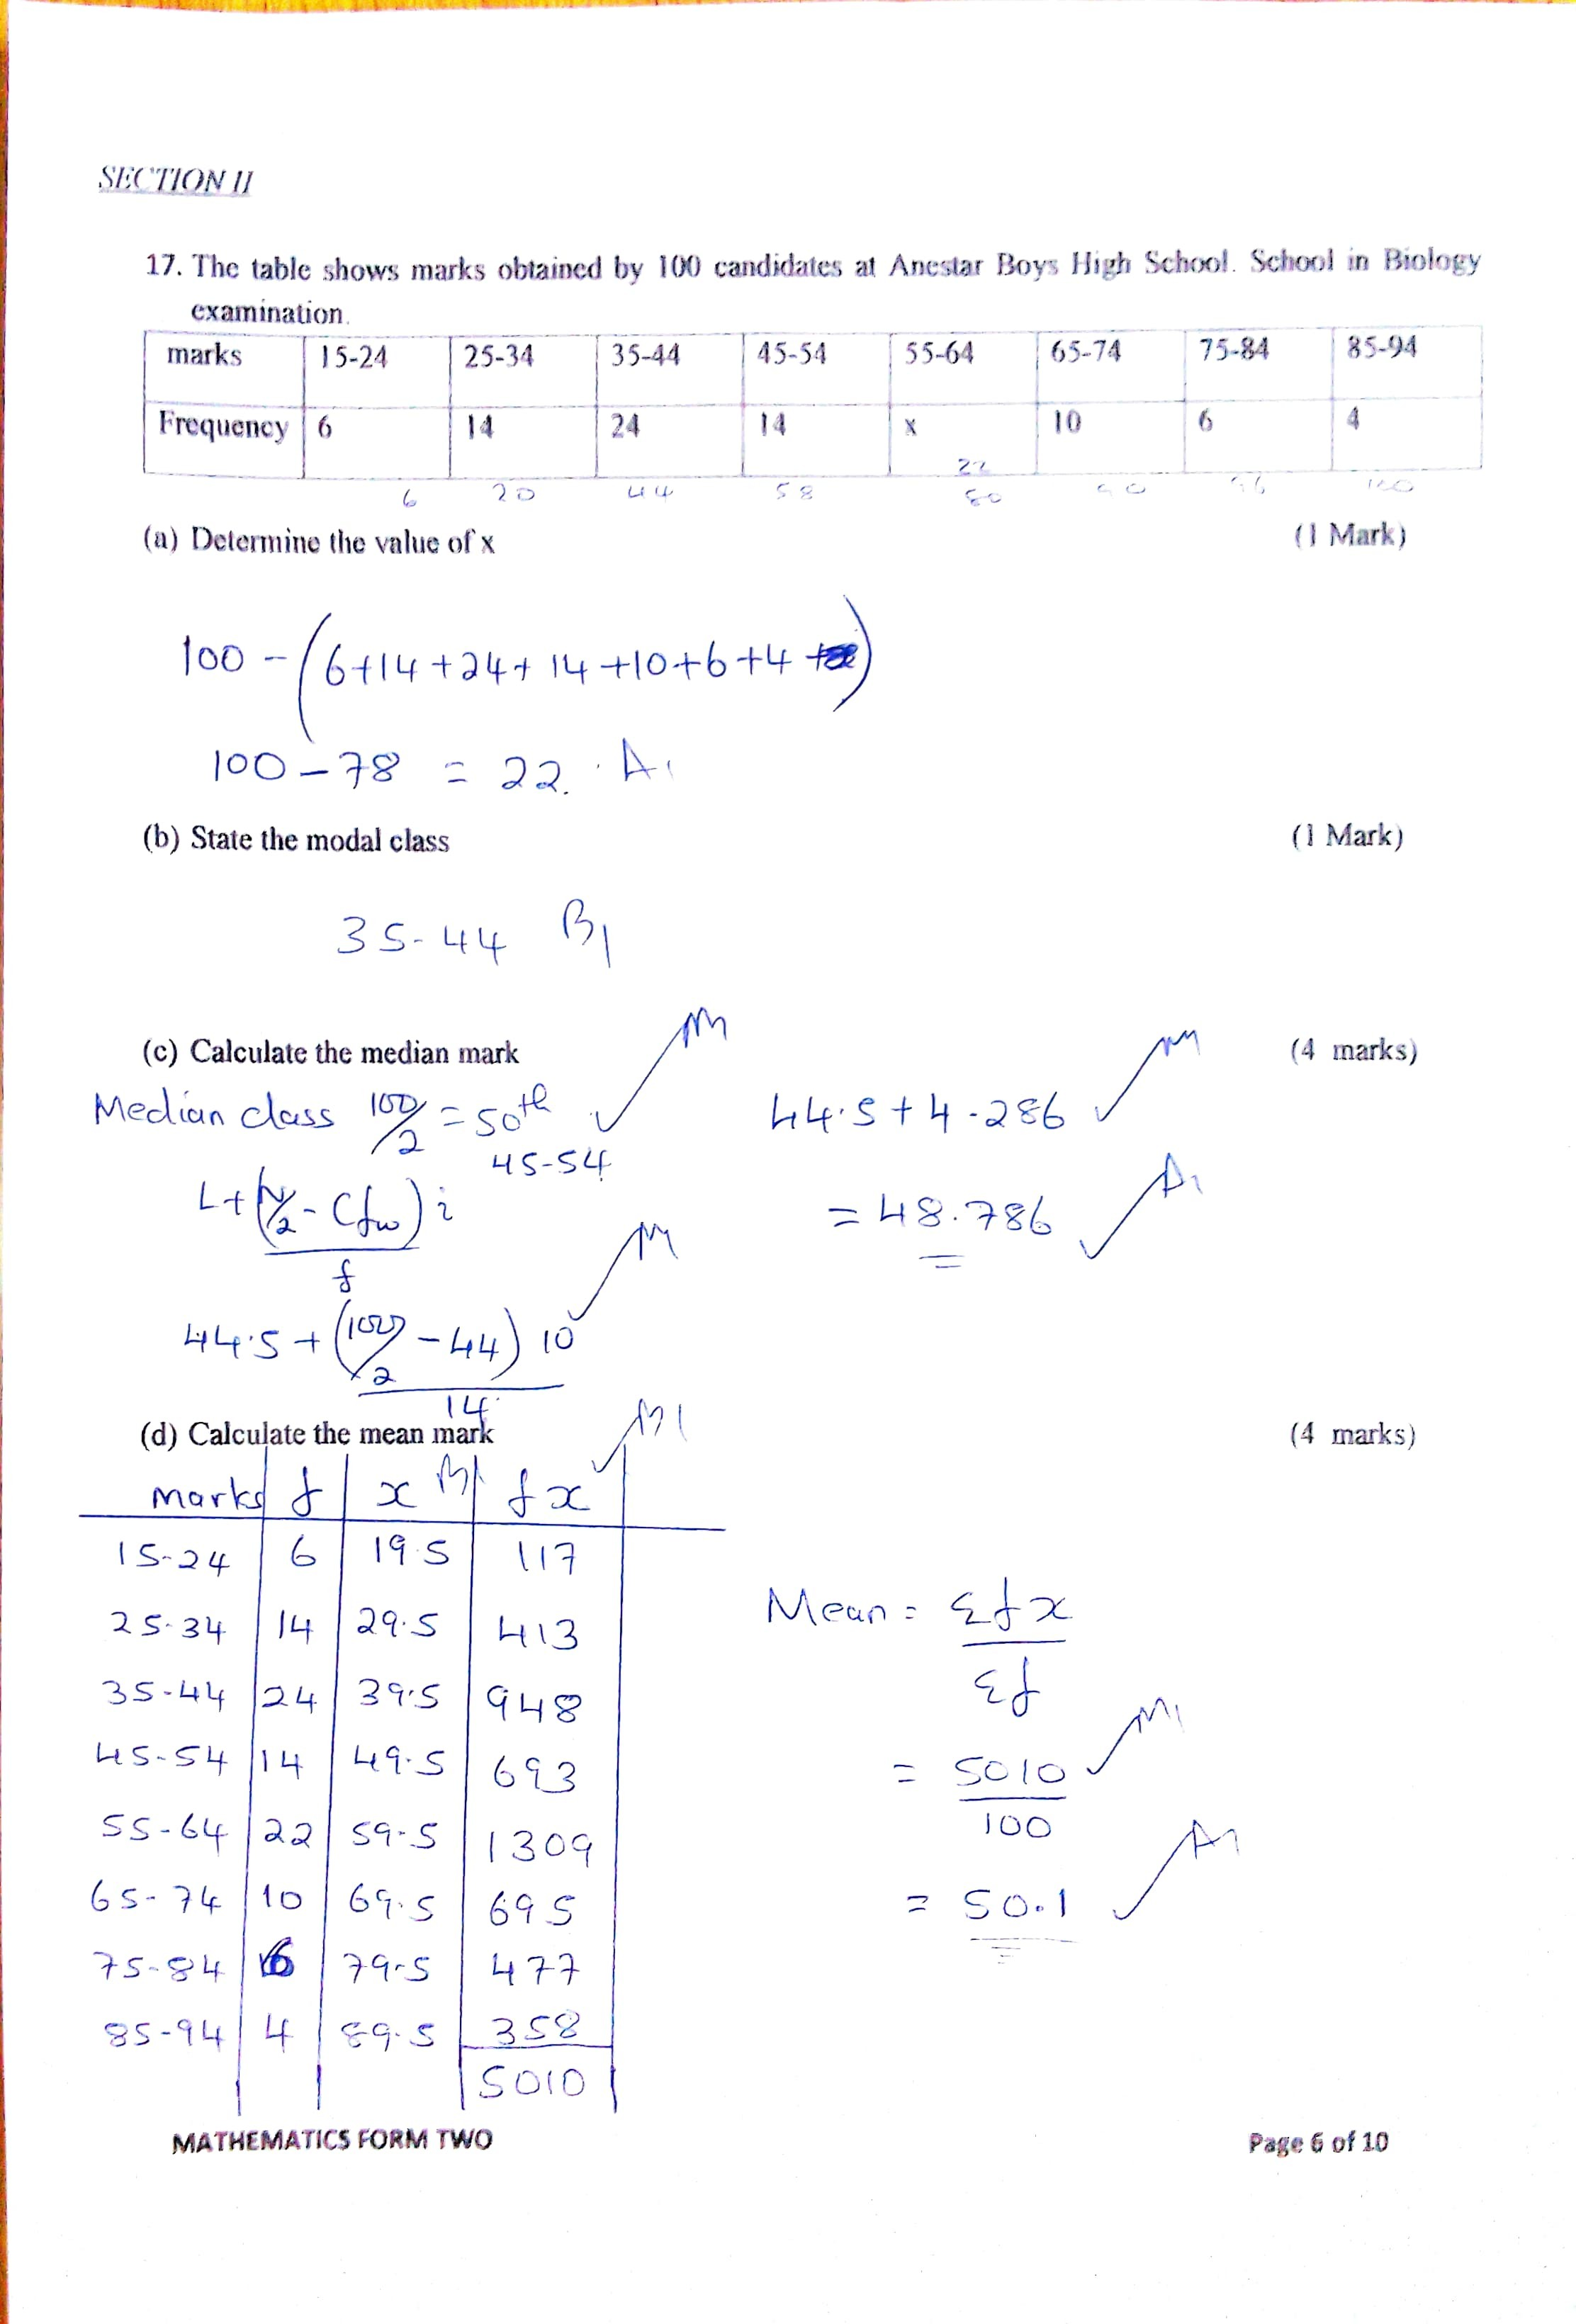 SECTION II
17. The table shows marks obtained by 100 candidates at Anestar Boys High School. School in Biology
examination.
marks 15-24 25-34 35-44 45-54 55-64 65-74 75-84 85-94
Frequency 6 14 24 14 x 10 6 4
22
6 20 44 58 80 90 96 100
(a) Determine the value of x (1 Mark)
100 - (6+14+24+14+10+6+4)
100 - 78 = 22. A1
(b) State the modal class (1 Mark)
35-44 B1
(c) Calculate the median mark (4 marks)
Median class 100/2 = 50th ✓ M
45-54
L + (N/2 - Cfw) i
f
44.5 + (100/2 - 44) 10 ✓ M
14
44.5 + 4.286 ✓ M
= 48.786 ✓ A1
(d) Calculate the mean mark (4 marks)
marks f x B1 fx ✓ M1
15-24 6 19.5 117
25-34 14 29.5 413
35-44 24 39.5 948
45-54 14 49.5 693
55-64 22 59.5 1309
65-74 10 69.5 695
75-84 6 79.5 477
85-94 4 89.5 358
5010
Mean = Σfx
Σf
= 5010 ✓ M1
100
= 50.1 ✓ A1
MATHEMATICS FORM TWO Page 6 of 10